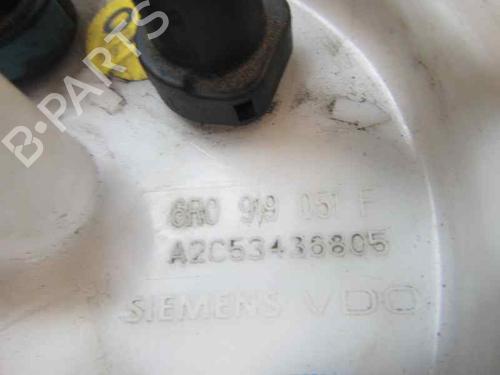 B-PARTS
6R0 919 051 F
A2C53436805
SIEMENS VDO